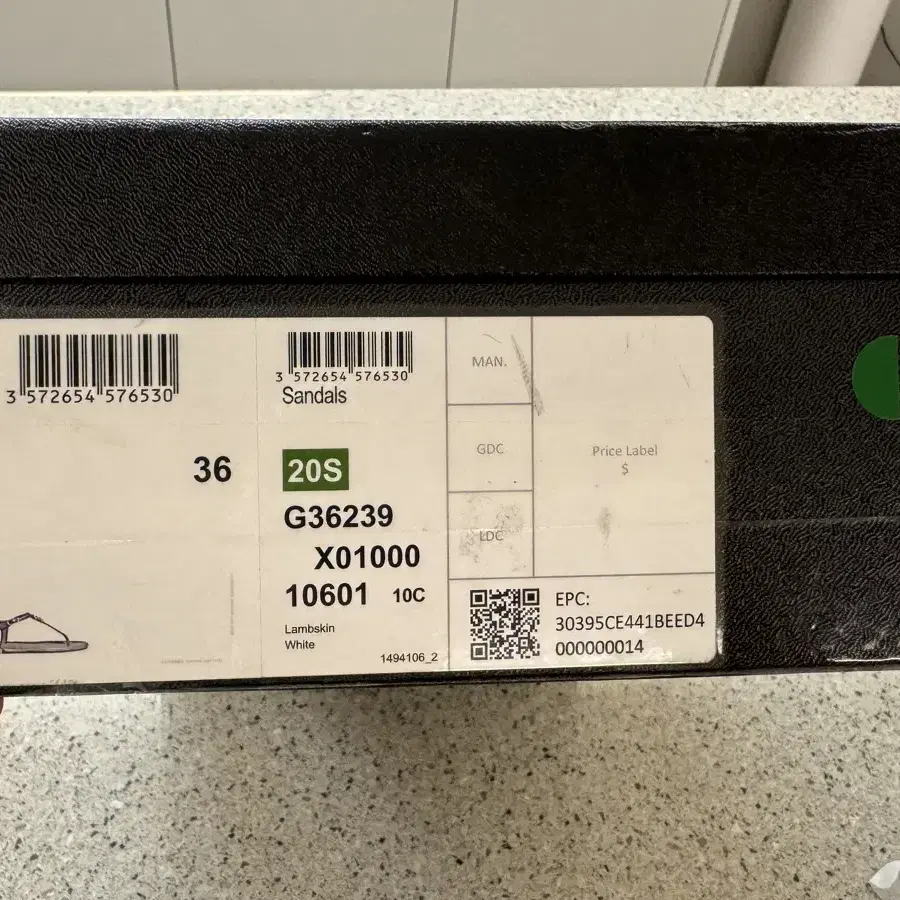 3 572654 576530
36
3 572654 576530
Sandals
20S
G36239
X01000
10601 10C
Lambskin
White
1494106_2
MAN.
GDC
LDC
Price Label
$
EPC:
30395CE441BEED4
000000014